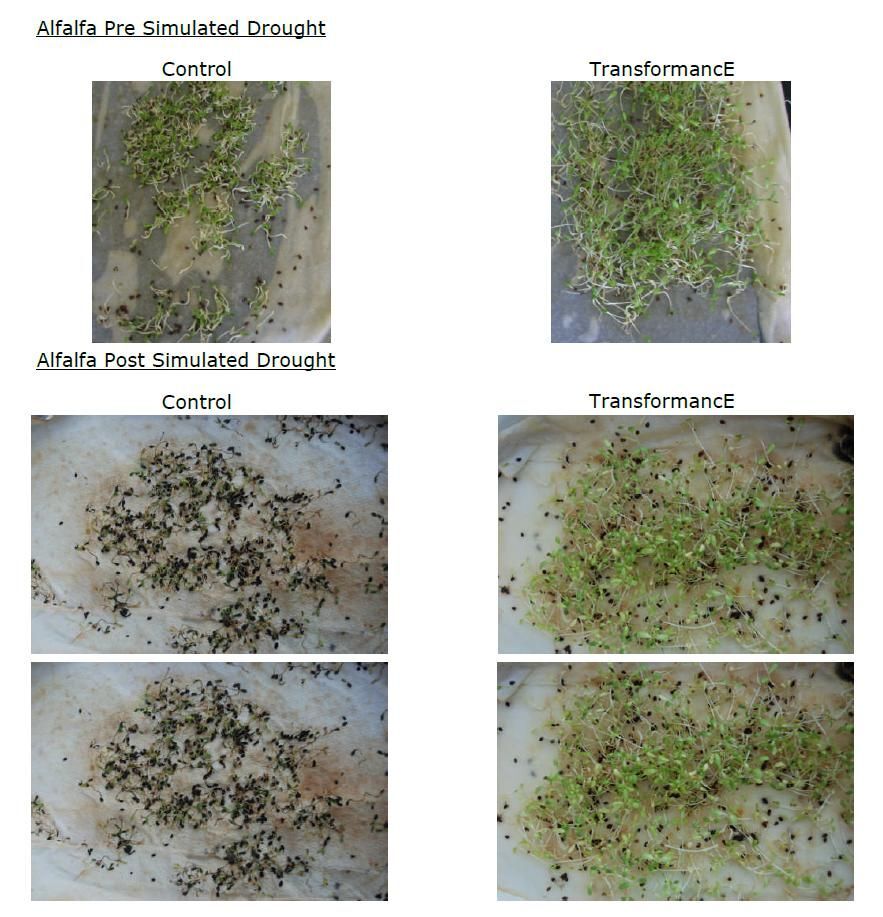 Alfalfa Pre Simulated Drought
Control
TransformancE
Alfalfa Post Simulated Drought
Control
TransformancE